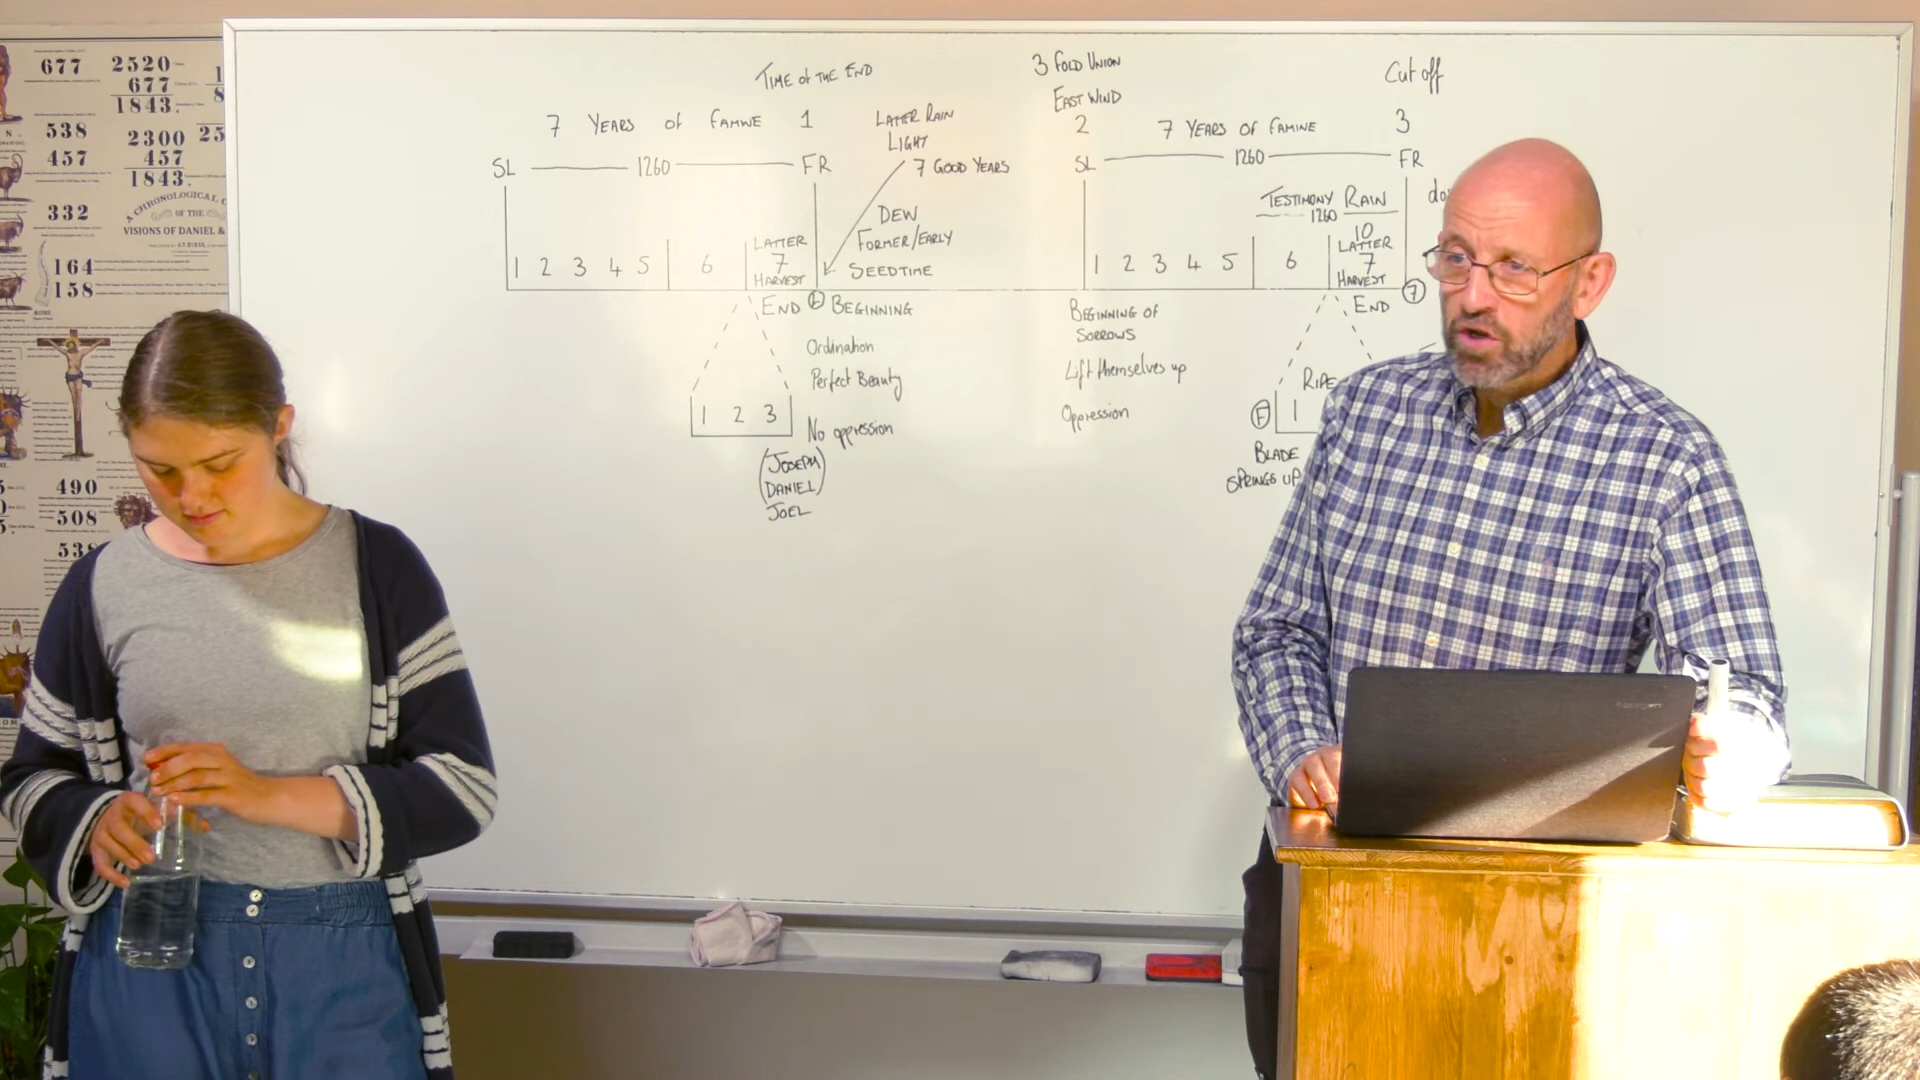 677
2520
677
1843.
538
457
2300 25
457
1843.
332
A CHRONOLOGICAL C
OF THE
VISIONS OF DANIEL &
164
158
490
508
538
TIME of the END
3 FOLD UNION
EAST WIND
Cut off
7 YEARS of FAMINE 1
LATTER RAIN
LIGHT
7 GOOD YEARS
2 7 YEARS OF FAMINE 3
SL 1260 FR
SL 1260 FR
TESTIMONY RAIN
1260
10
DEW
FORMER/EARLY
SEEDTIME
1 2 3 4 5 6
LATTER
7
HARVEST
1 2 3 4 5 6
LATTER
7
HARVEST
END
BEGINNING
Ordination
Perfect Beauty
No oppression
1 2 3
(JOSEPH
DANIEL)
JOEL
BEGINNING OF
SORROWS
Lift themselves up
Oppression
END
7
RIPE
F 1
BLADE
SPRINGS UP